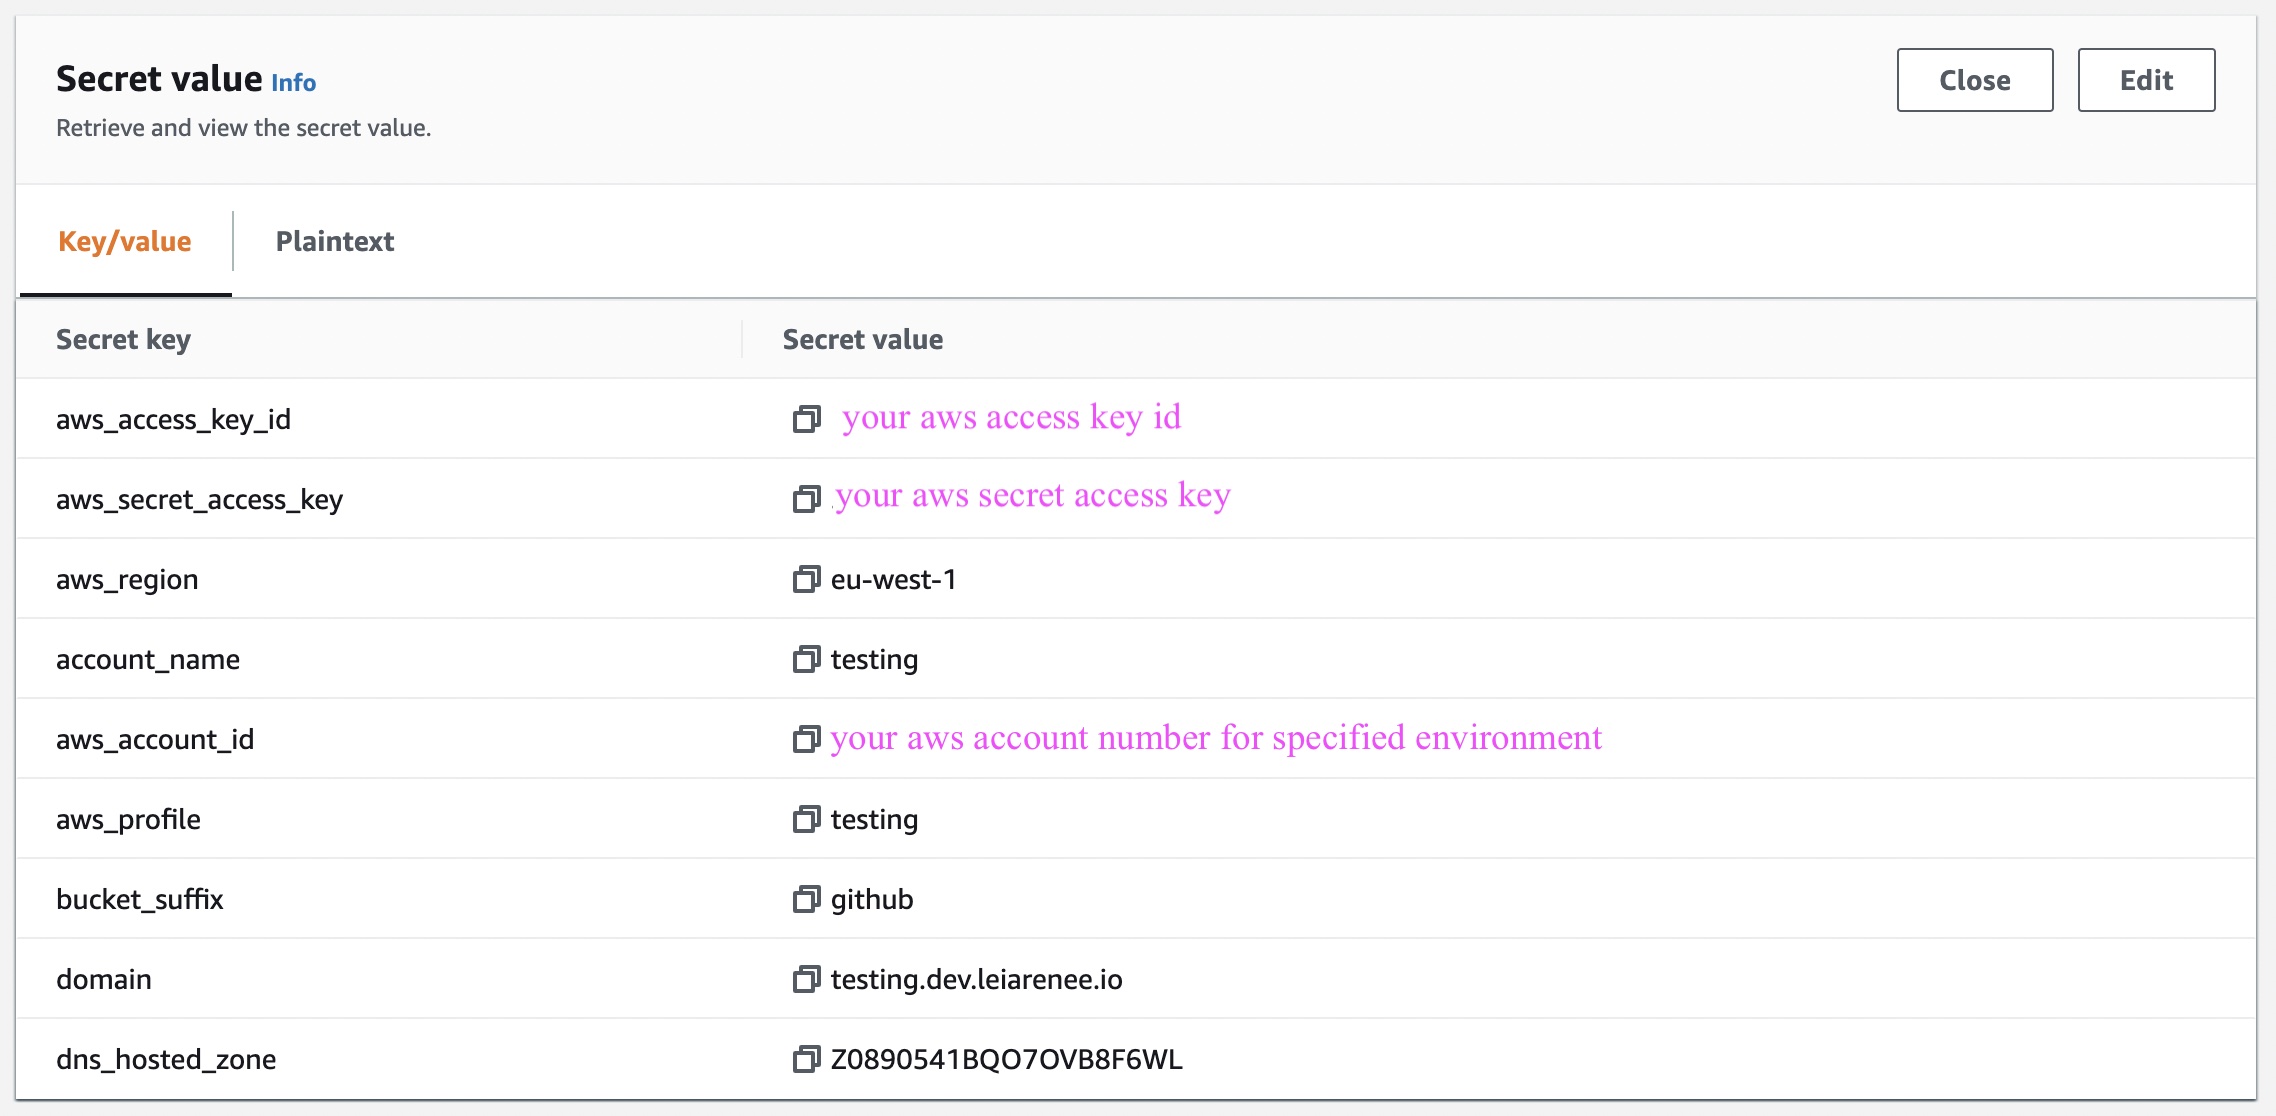 Secret value Info
Close
Edit
Retrieve and view the secret value.
Key/value
Plaintext
Secret key
Secret value
aws_access_key_id
your aws access key id
aws_secret_access_key
your aws secret access key
aws_region
eu-west-1
account_name
testing
aws_account_id
your aws account number for specified environment
aws_profile
testing
bucket_suffix
github
domain
testing.dev.leiarenee.io
dns_hosted_zone
Z0890541BQO7OVB8F6WL